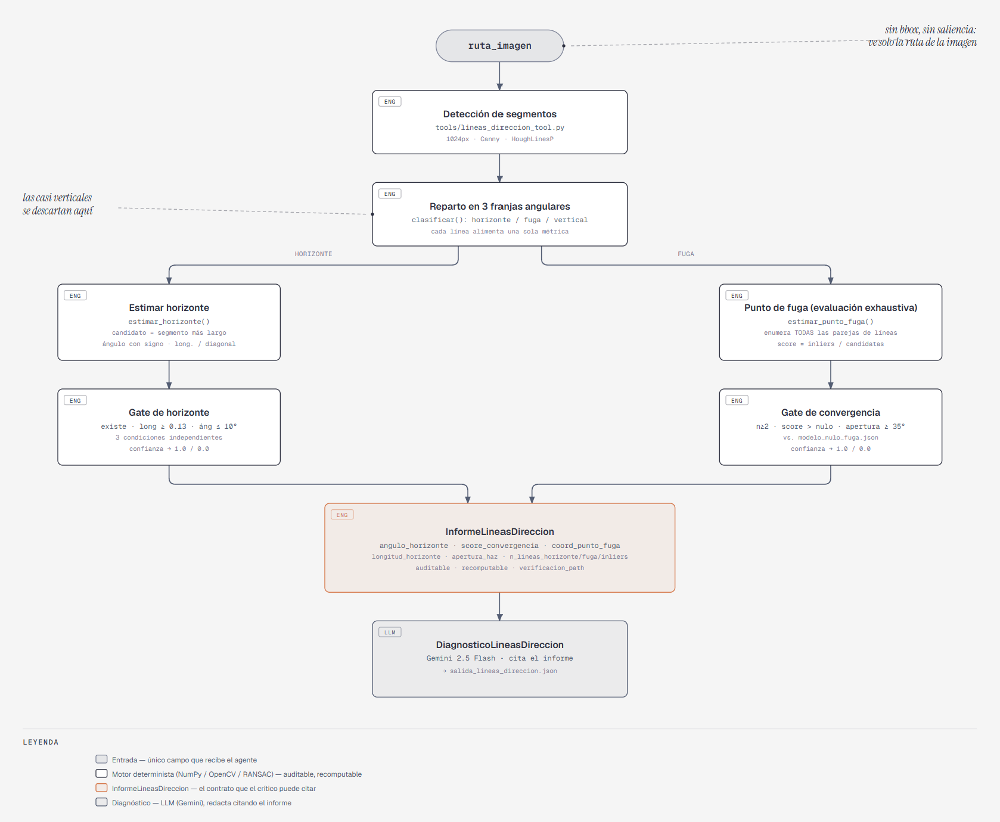 ruta_imagen
sin bbox, sin saliencia:
ve solo la ruta de la imagen
ENG
Detección de segmentos
tools/lineas_direccion_tool.py
1024px · Canny · HoughLinesP
las casi verticales
se descartan aquí
ENG
Reparto en 3 franjas angulares
clasificar(): horizonte / fuga / vertical
cada línea alimenta una sola métrica
HORIZONTE
FUGA
ENG
Estimar horizonte
estimar_horizonte()
candidato = segmento más largo
ángulo con signo · long. / diagonal
ENG
Punto de fuga (evaluación exhaustiva)
estimar_punto_fuga()
enumera TODAS las parejas de líneas
score = inliers / candidatas
ENG
Gate de horizonte
existe · long ≥ 0.13 · áng ≤ 10°
3 condiciones independientes
confianza → 1.0 / 0.0
ENG
Gate de convergencia
n≥2 · score > nulo · apertura ≥ 35°
vs. modelo_nulo_fuga.json
confianza → 1.0 / 0.0
ENG
InformeLineasDireccion
angulo_horizonte · score_convergencia · coord_punto_fuga
longitud_horizonte · apertura_haz · n_lineas_horizonte/fuga/inliers
auditable · recomputable · verificacion_path
LLM
DiagnosticoLineasDireccion
Gemini 2.5 Flash - cita el informe
→ salida_lineas_direccion.json
LEYENDA
Entrada — único campo que recibe el agente
Motor determinista (NumPy / OpenCV / RANSAC) — auditable, recomputable
InformeLineasDireccion — el contrato que el crítico puede citar
Diagnóstico — LLM (Gemini), redacta citando el informe